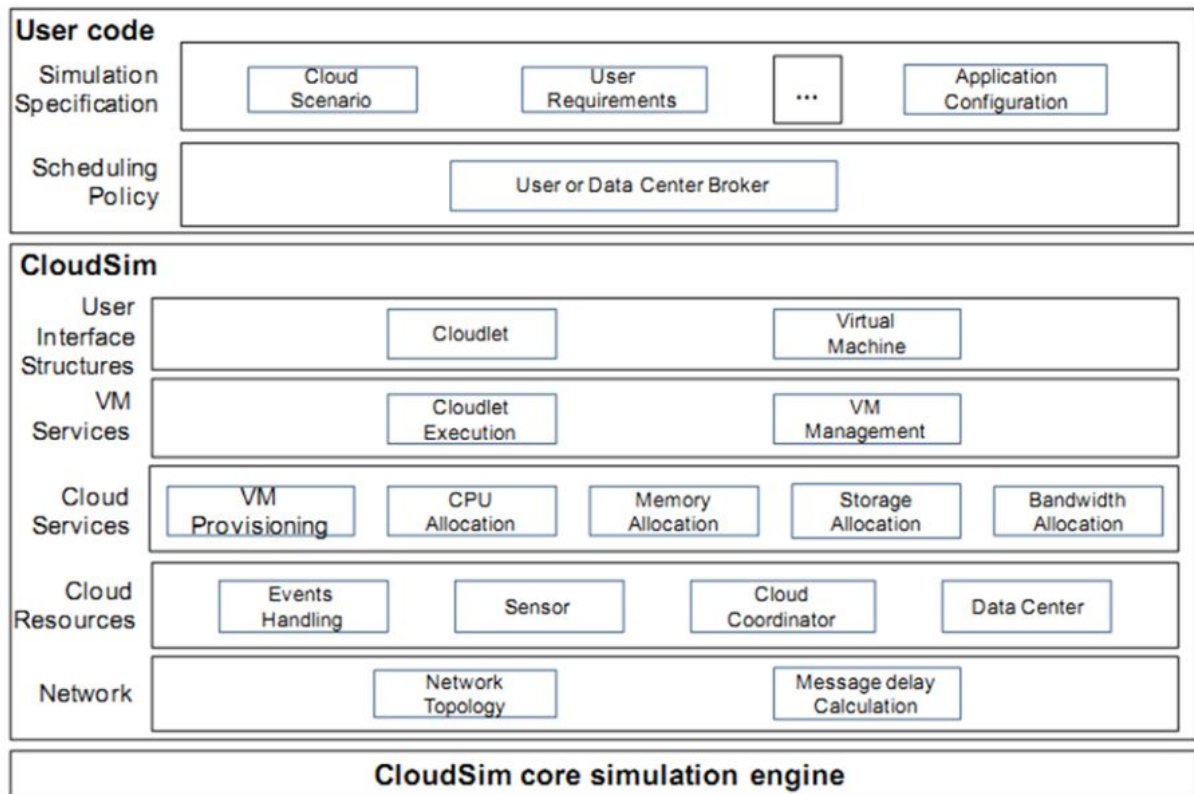 User code
Simulation
Specification
Cloud
Scenario
User
Requirements
...
Application
Configuration
Scheduling
Policy
User or Data Center Broker
CloudSim
User
Interface
Structures
Cloudlet
Virtual
Machine
VM
Services
Cloudlet
Execution
VM
Management
Cloud
Services
VM
Provisioning
CPU
Allocation
Memory
Allocation
Storage
Allocation
Bandwidth
Allocation
Cloud
Resources
Events
Handling
Sensor
Cloud
Coordinator
Data Center
Network
Network
Topology
Message delay
Calculation
CloudSim core simulation engine